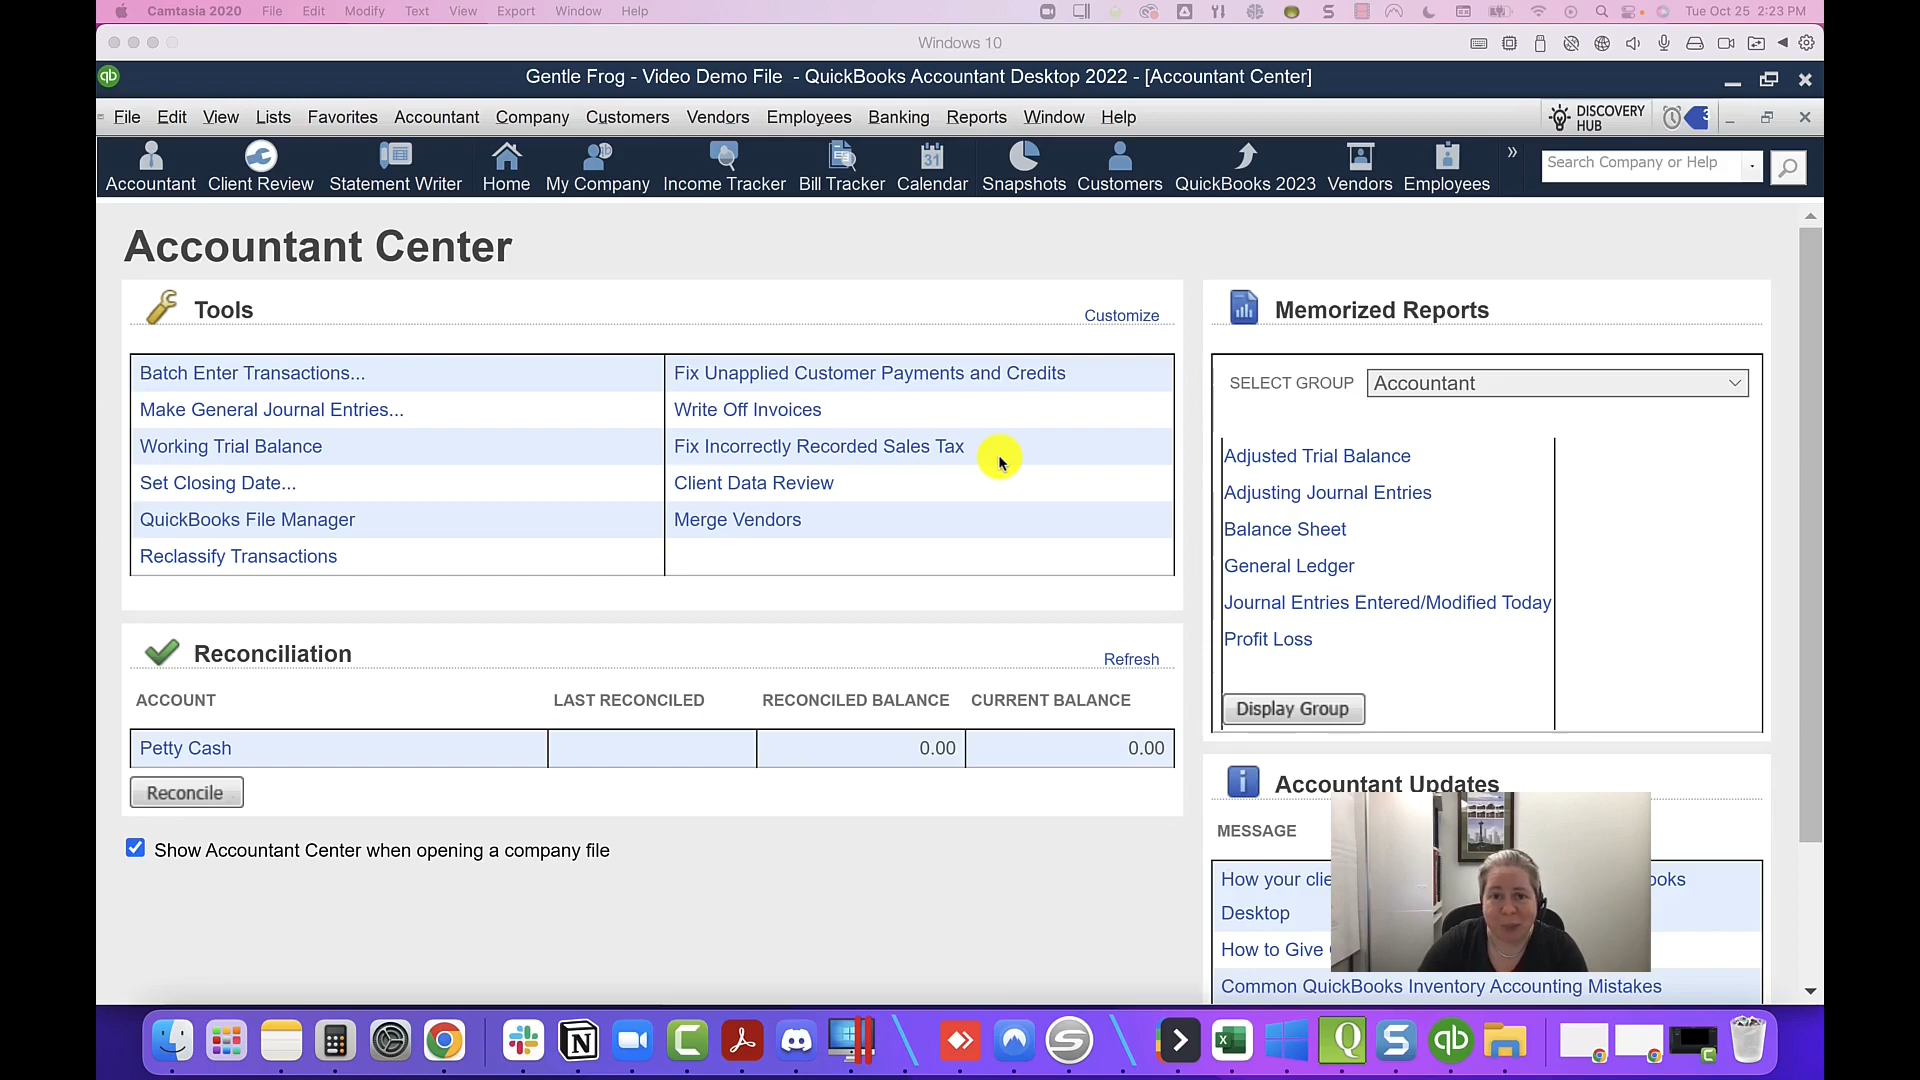 Camtasia 2020 File Edit Modify Text View Export Window Help Tue Oct 25 2:23 PM
Windows 10
qb Gentle Frog - Video Demo File - QuickBooks Accountant Desktop 2022 - [Accountant Center]
File Edit View Lists Favorites Accountant Company Customers Vendors Employees Banking Reports Window Help DISCOVERY HUB 3
Accountant Client Review Statement Writer Home My Company Income Tracker Bill Tracker 31 Calendar Snapshots Customers QuickBooks 2023 Vendors Employees » Search Company or Help
Accountant Center
Tools
Customize
Batch Enter Transactions...
Make General Journal Entries...
Working Trial Balance
Set Closing Date...
QuickBooks File Manager
Reclassify Transactions
Fix Unapplied Customer Payments and Credits
Write Off Invoices
Fix Incorrectly Recorded Sales Tax
Client Data Review
Merge Vendors
Reconciliation
Refresh
ACCOUNT LAST RECONCILED RECONCILED BALANCE CURRENT BALANCE
Petty Cash 0.00 0.00
Reconcile
Show Accountant Center when opening a company file
Memorized Reports
SELECT GROUP Accountant
Adjusted Trial Balance
Adjusting Journal Entries
Balance Sheet
General Ledger
Journal Entries Entered/Modified Today
Profit Loss
Display Group
Accountant Updates
MESSAGE
How your
Desktop
How to Give
Common QuickBooks Inventory Accounting Mistakes